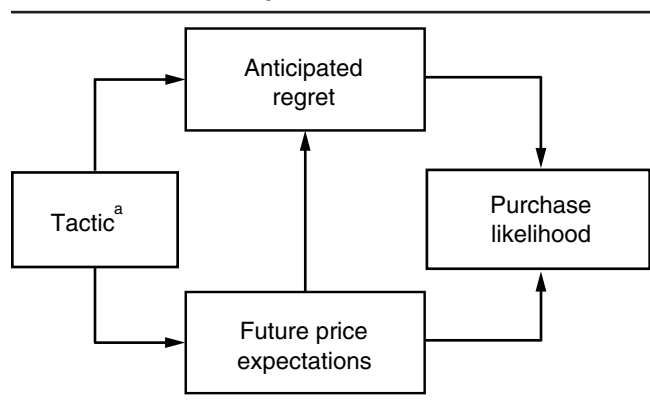 Anticipated
regret
Tactic^a
Purchase
likelihood
Future price
expectations